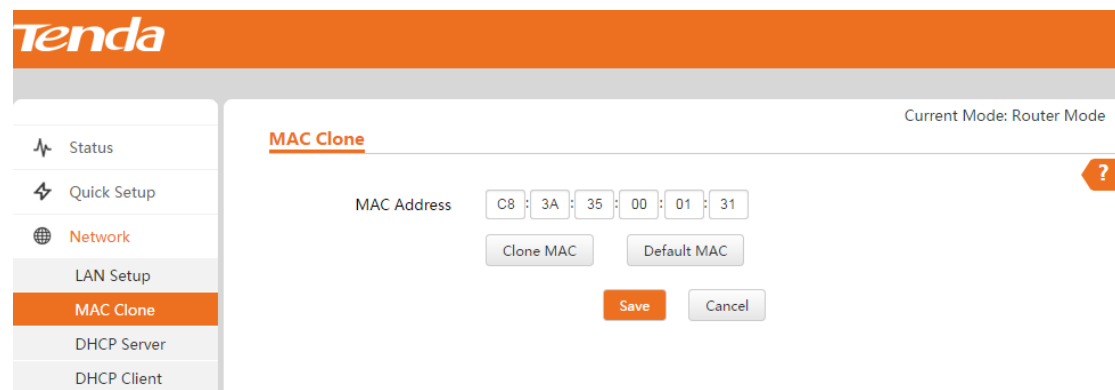 Tenda
Current Mode: Router Mode
MAC Clone
?
Status
Quick Setup
Network
LAN Setup
MAC Clone
DHCP Server
DHCP Client
MAC Address C8 : 3A : 35 : 00 : 01 : 31
Clone MAC Default MAC
Save Cancel